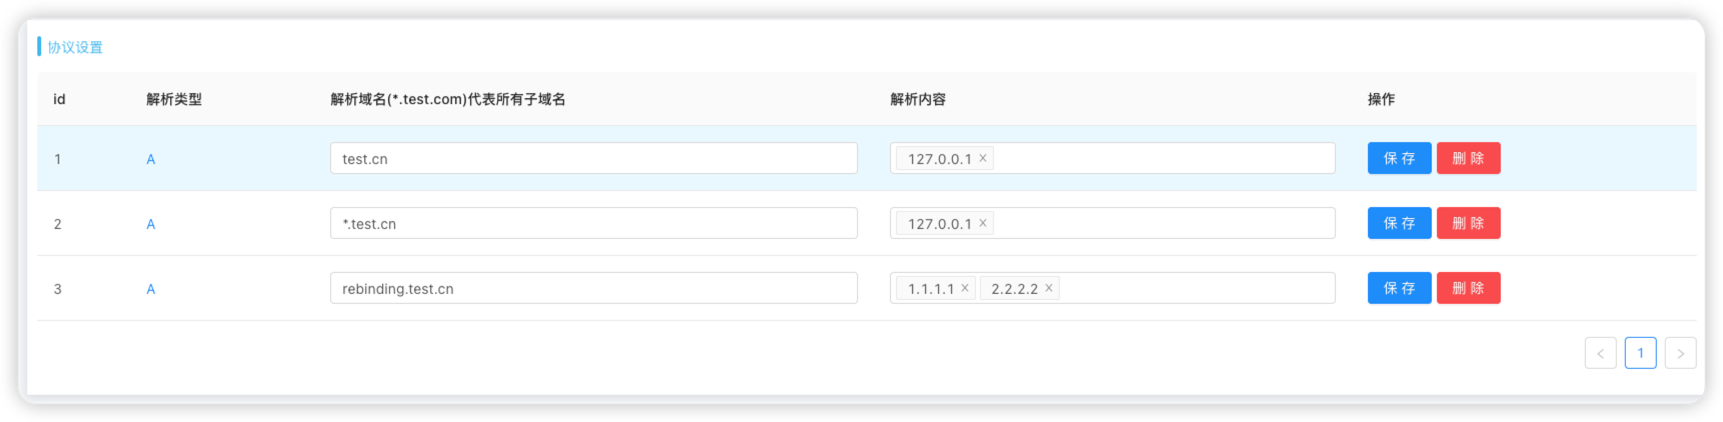 协议设置
id 解析类型 解析域名(*.test.com)代表所有子域名 解析内容 操作
1 A test.cn 127.0.0.1 × 保存 删除
2 A *.test.cn 127.0.0.1 × 保存 删除
3 A rebinding.test.cn 1.1.1.1 × 2.2.2.2 × 保存 删除
< 1 >